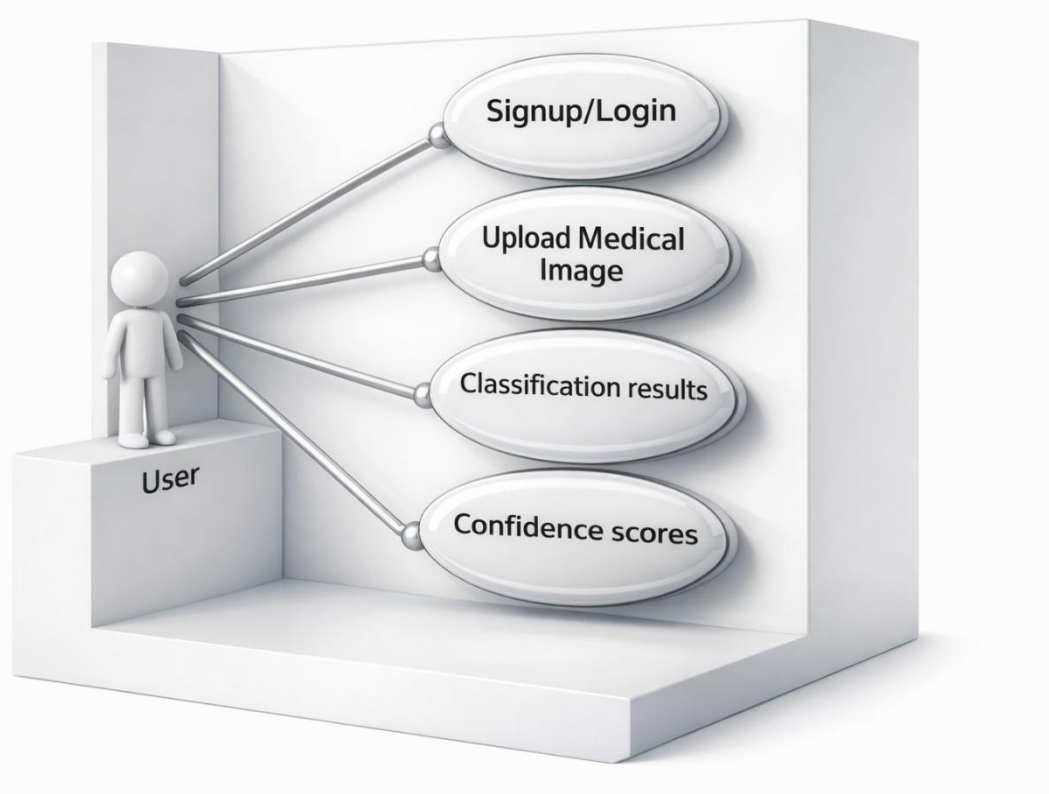 Signup/Login
Upload Medical
Image
Classification results
Confidence scores
User